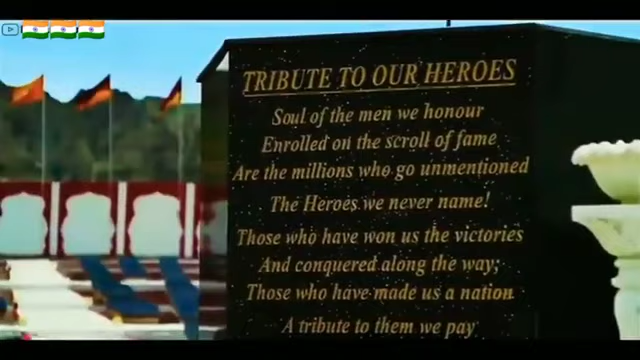 TRIBUTE TO OUR HEROES
Soul of the men we honour
Enrolled on the scroll of fame
Are the millions who go unmentioned
The Heroes we never name!
Those who have won us the victories
And conquered along the way;
Those who have made us a nation
A tribute to them we pay